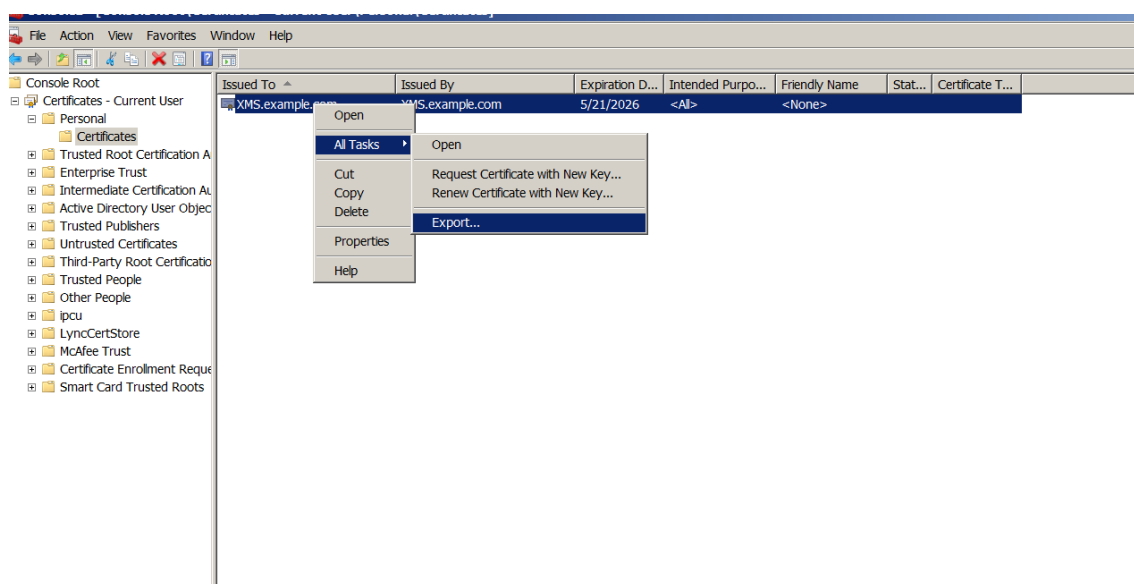 File Action View Favorites Window Help
Console Root
Certificates - Current User
Personal
Certificates
Trusted Root Certification A
Enterprise Trust
Intermediate Certification Au
Active Directory User Objec
Trusted Publishers
Untrusted Certificates
Third-Party Root Certificatio
Trusted People
Other People
ipcu
LyncCertStore
McAfee Trust
Certificate Enrollment Reque
Smart Card Trusted Roots
Issued To Issued By Expiration D... Intended Purpo... Friendly Name Stat... Certificate T...
XMS.example.com XMS.example.com 5/21/2026 <All> <None>
Open
All Tasks
Cut
Copy
Delete
Properties
Help
Open
Request Certificate with New Key...
Renew Certificate with New Key...
Export...